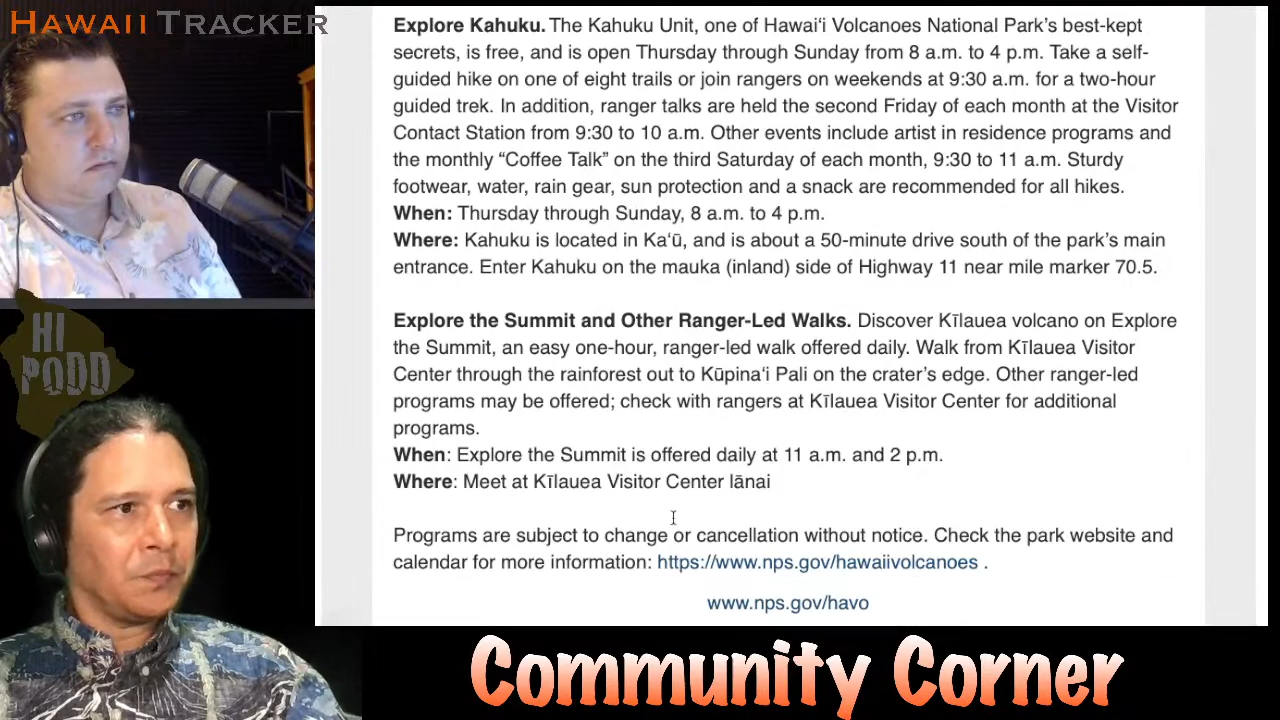 HAWAII TRACKER
Explore Kahuku. The Kahuku Unit, one of Hawaiʻi Volcanoes National Park's best-kept
secrets, is free, and is open Thursday through Sunday from 8 a.m. to 4 p.m. Take a self-
guided hike on one of eight trails or join rangers on weekends at 9:30 a.m. for a two-hour
guided trek. In addition, ranger talks are held the second Friday of each month at the Visitor
Contact Station from 9:30 to 10 a.m. Other events include artist in residence programs and
the monthly “Coffee Talk” on the third Saturday of each month, 9:30 to 11 a.m. Sturdy
footwear, water, rain gear, sun protection and a snack are recommended for all hikes.
When: Thursday through Sunday, 8 a.m. to 4 p.m.
Where: Kahuku is located in Kaʻū, and is about a 50-minute drive south of the park's main
entrance. Enter Kahuku on the mauka (inland) side of Highway 11 near mile marker 70.5.
HI
PODD
Explore the Summit and Other Ranger-Led Walks. Discover Kīlauea volcano on Explore
the Summit, an easy one-hour, ranger-led walk offered daily. Walk from Kīlauea Visitor
Center through the rainforest out to Kūpinaʻi Pali on the crater's edge. Other ranger-led
programs may be offered; check with rangers at Kīlauea Visitor Center for additional
programs.
When: Explore the Summit is offered daily at 11 a.m. and 2 p.m.
Where: Meet at Kīlauea Visitor Center lānai
Programs are subject to change or cancellation without notice. Check the park website and
calendar for more information: https://www.nps.gov/hawaiivolcanoes .
www.nps.gov/havo
Community Corner